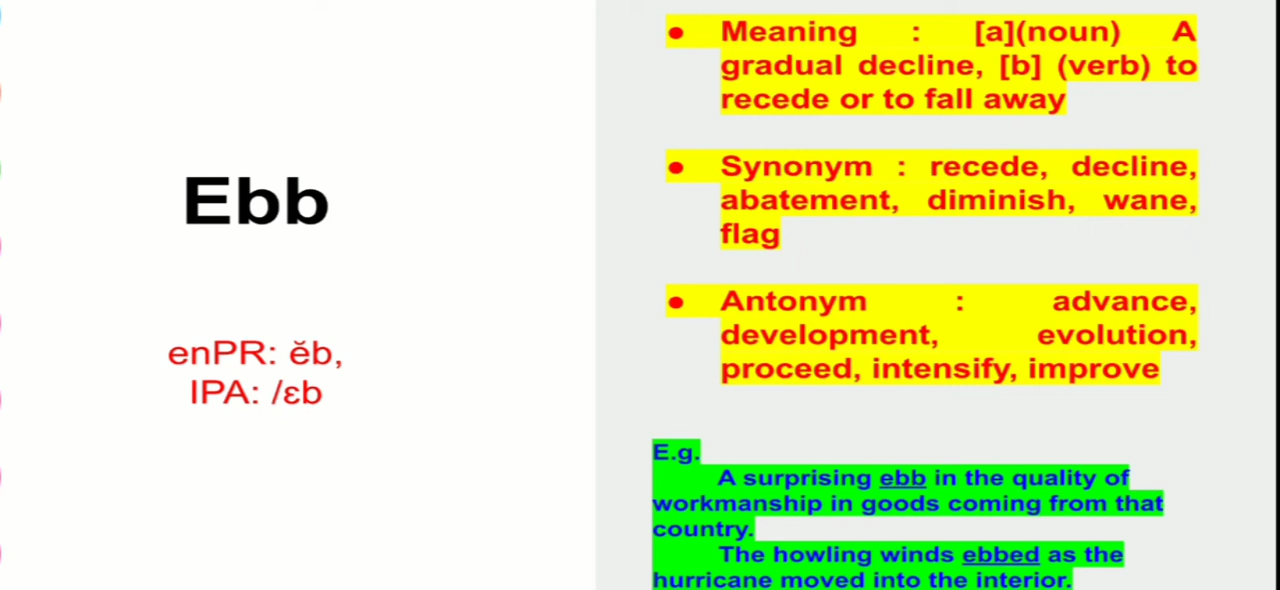 Ebb
enPR: ĕb,
IPA: /ɛb
● Meaning : [a](noun) A
gradual decline, [b] (verb) to
recede or to fall away
● Synonym : recede, decline,
abatement, diminish, wane,
flag
● Antonym : advance,
development, evolution,
proceed, intensify, improve
E.g.
A surprising ebb in the quality of
workmanship in goods coming from that
country.
The howling winds ebbed as the
hurricane moved into the interior.